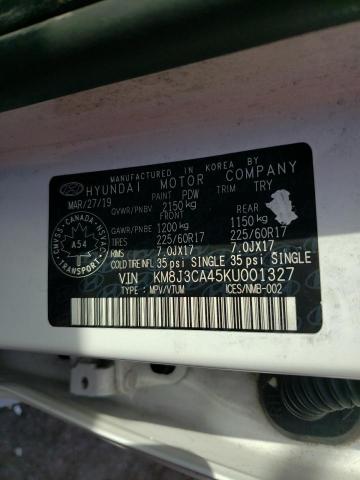 MANUFACTURED IN KOREA BY
HYUNDAI MOTOR COMPANY
MAR/27/19 PAINT PDW TRIM TRY
GVWR/PNBV 2150 kg
FRONT REAR
GAWR/PNBE 1200 kg 1150 kg
TIRES 225/60R17 225/60R17
RIMS 7.0JX17 7.0JX17
COLD TIRE INFL 35 psi SINGLE 35 psi SINGLE
VIN KM8J3CA45KU001327
TYPE : MPV/VTUM ICES/NMB-002
CANADA
CMVSS NSVAC
A54
TRANSPORT